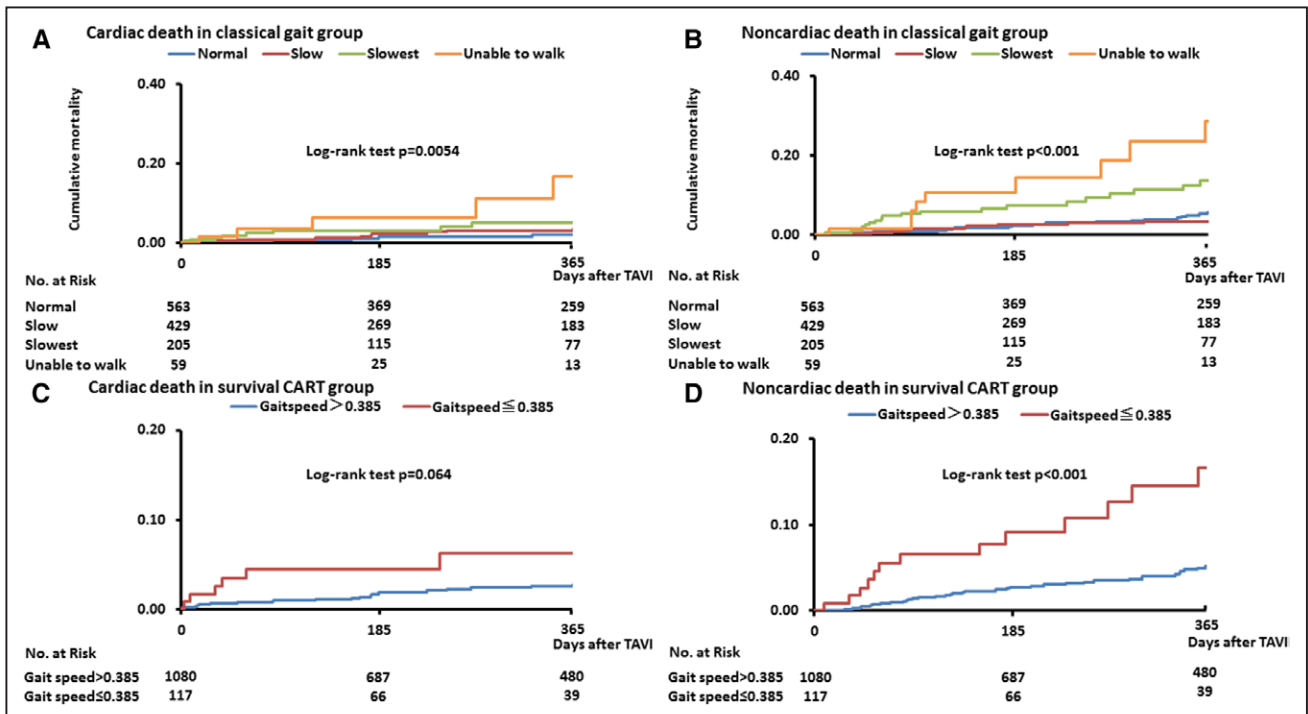 A Cardiac death in classical gait group
Normal Slow Slowest Unable to walk
Cumulative mortality
0.40
0.20
0.00
Log-rank test p=0.0054
0 185 365
No. at Risk Days after TAVI
Normal 563 369 259
Slow 429 269 183
Slowest 205 115 77
Unable to walk 59 25 13
B Noncardiac death in classical gait group
Normal Slow Slowest Unable to walk
Cumulative mortality
0.40
0.20
0.00
Log-rank test p<0.001
0 185 365
No. at Risk Days after TAVI
Normal 563 369 259
Slow 429 269 183
Slowest 205 115 77
Unable to walk 59 25 13
C Cardiac death in survival CART group
Gaitspeed>0.385 Gaitspeed≦0.385
0.20
0.10
0.00
Log-rank test p=0.064
0 185 365
Days after TAVI
No. at Risk
Gait speed>0.385 1080 687 480
Gait speed≤0.385 117 66 39
D Noncardiac death in survival CART group
Gaitspeed>0.385 Gaitspeed≦0.385
0.20
0.10
0.00
Log-rank test p<0.001
0 185 365
Days after TAVI
No. at Risk
Gait speed>0.385 1080 687 480
Gait speed≤0.385 117 66 39